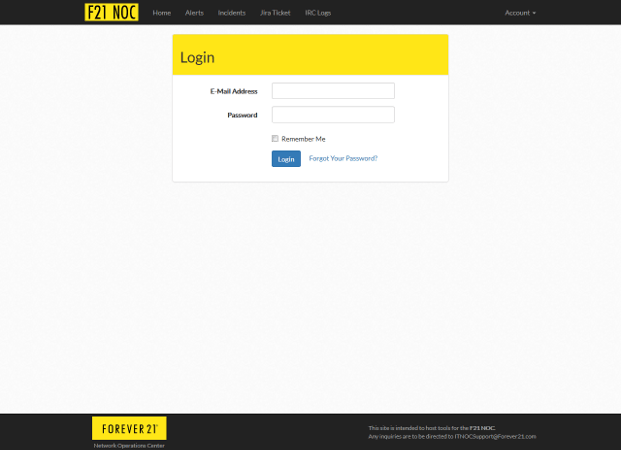 F21 NOC Home Alerts Incidents Jira Ticket IRC Logs Account
Login
E-Mail Address
Password
Remember Me
Login Forgot Your Password?
FOREVER 21
Network Operations Center
This site is intended to host tools for the F21 NOC.
Any inquiries are to be directed to ITNOCSupport@Forever21.com